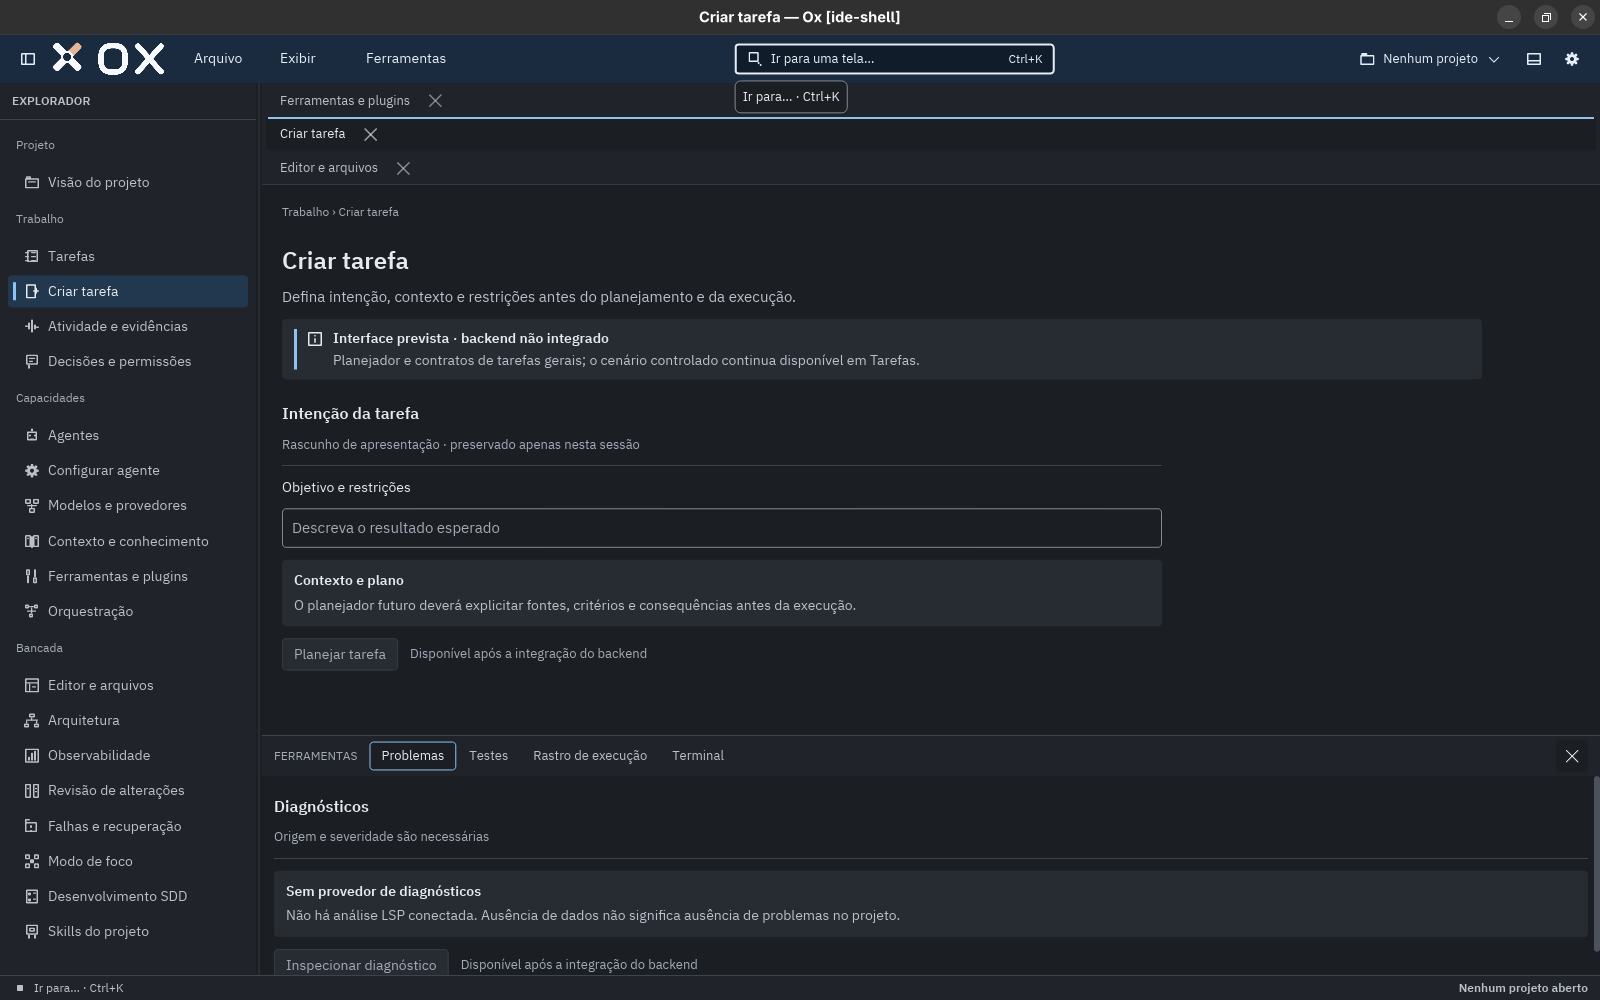 Criar tarefa — Ox [ide-shell]
OX Arquivo Exibir Ferramentas Ir para uma tela... Ctrl+K Nenhum projeto
Ir para... · Ctrl+K
EXPLORADOR
Projeto
Visão do projeto
Trabalho
Tarefas
Criar tarefa
Atividade e evidências
Decisões e permissões
Capacidades
Agentes
Configurar agente
Modelos e provedores
Contexto e conhecimento
Ferramentas e plugins
Orquestração
Bancada
Editor e arquivos
Arquitetura
Observabilidade
Revisão de alterações
Falhas e recuperação
Modo de foco
Desenvolvimento SDD
Skills do projeto
Ferramentas e plugins
Criar tarefa
Editor e arquivos
Trabalho › Criar tarefa
Criar tarefa
Defina intenção, contexto e restrições antes do planejamento e da execução.
Interface prevista · backend não integrado
Planejador e contratos de tarefas gerais; o cenário controlado continua disponível em Tarefas.
Intenção da tarefa
Rascunho de apresentação · preservado apenas nesta sessão
Objetivo e restrições
Descreva o resultado esperado
Contexto e plano
O planejador futuro deverá explicitar fontes, critérios e consequências antes da execução.
Planejar tarefa Disponível após a integração do backend
FERRAMENTAS Problemas Testes Rastro de execução Terminal
Diagnósticos
Origem e severidade são necessárias
Sem provedor de diagnósticos
Não há análise LSP conectada. Ausência de dados não significa ausência de problemas no projeto.
Inspecionar diagnóstico Disponível após a integração do backend
Ir para... · Ctrl+K Nenhum projeto aberto